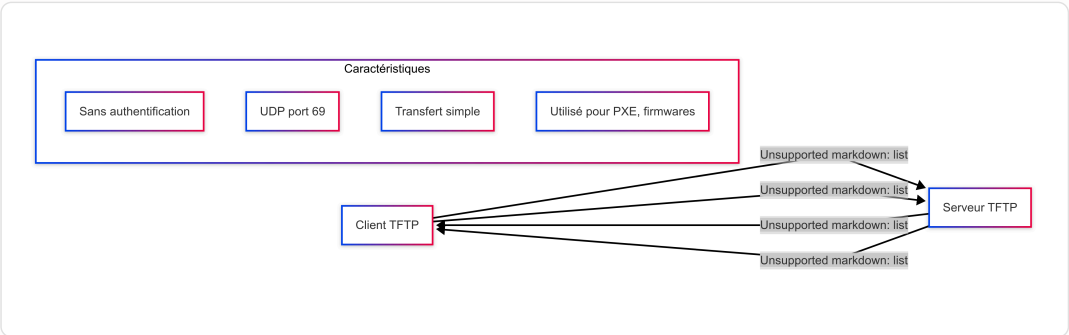 Caractéristiques
Sans authentification
UDP port 69
Transfert simple
Utilisé pour PXE, firmwares
Unsupported markdown: list
Unsupported markdown: list
Serveur TFTP
Client TFTP
Unsupported markdown: list
Unsupported markdown: list